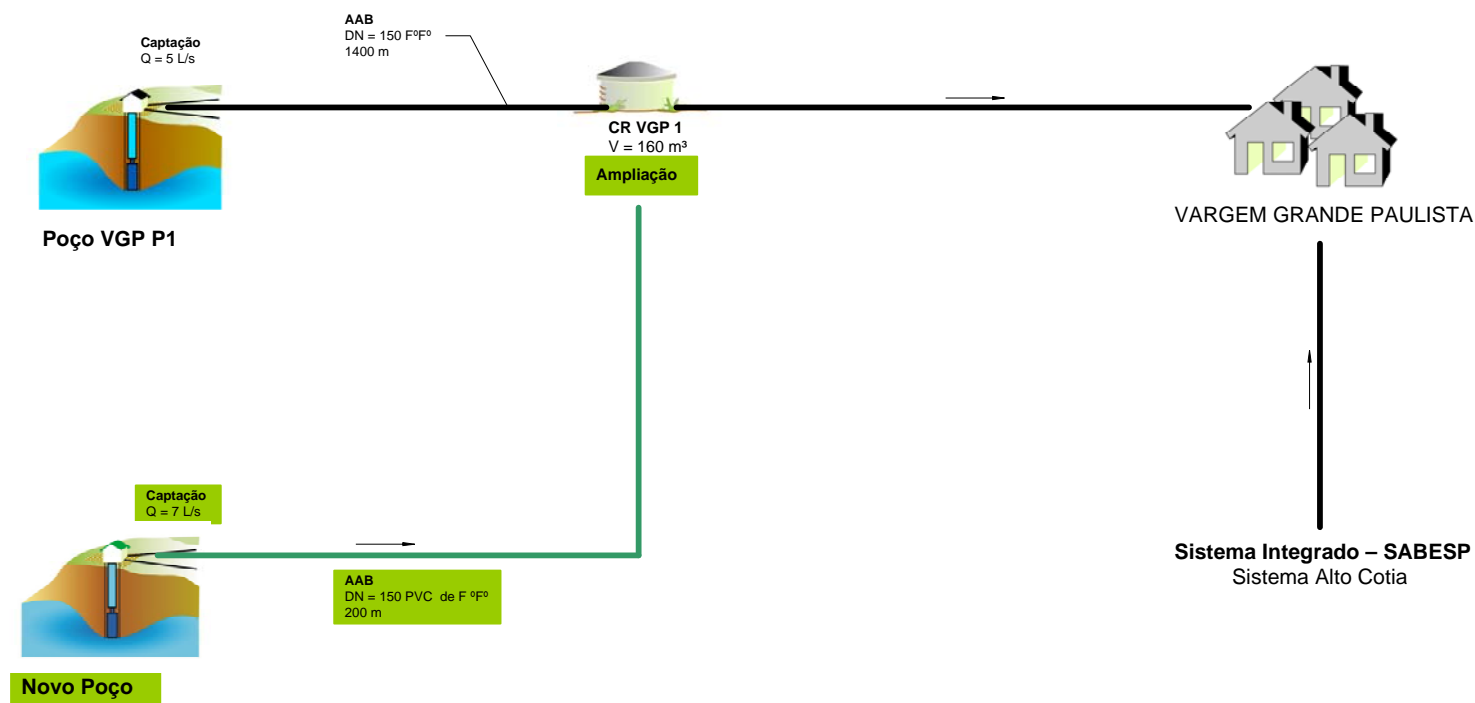 AAB
DN = 150 FºFº
1400 m
Captação
Q = 5 L/s
CR VGP 1
V = 160 m³
Ampliação
Poço VGP P1
VARGEM GRANDE PAULISTA
Captação
Q = 7 L/s
AAB
DN = 150 PVC de F ºFº
200 m
Sistema Integrado – SABESP
Sistema Alto Cotia
Novo Poço